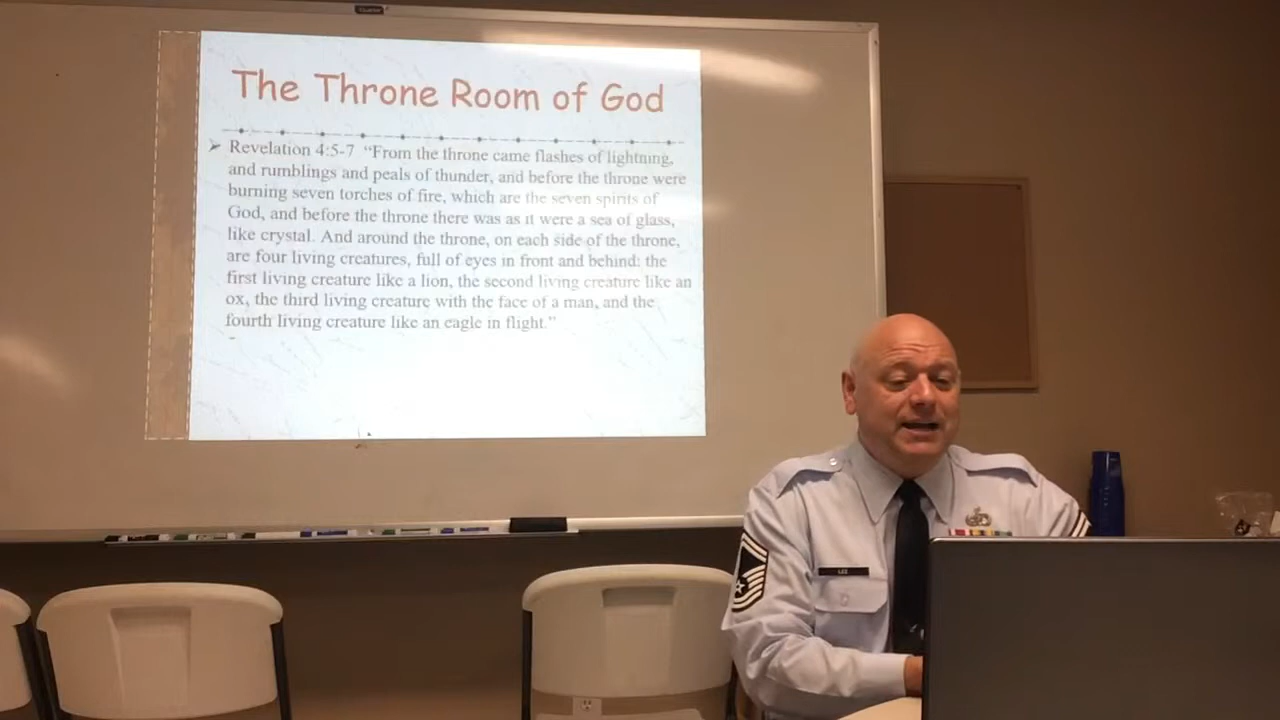 The Throne Room of God
➢ Revelation 4:5-7 “From the throne came flashes of lightning,
and rumblings and peals of thunder, and before the throne were
burning seven torches of fire, which are the seven spirits of
God, and before the throne there was as it were a sea of glass,
like crystal. And around the throne, on each side of the throne,
are four living creatures, full of eyes in front and behind: the
first living creature like a lion, the second living creature like an
ox, the third living creature with the face of a man, and the
fourth living creature like an eagle in flight.”
LEE